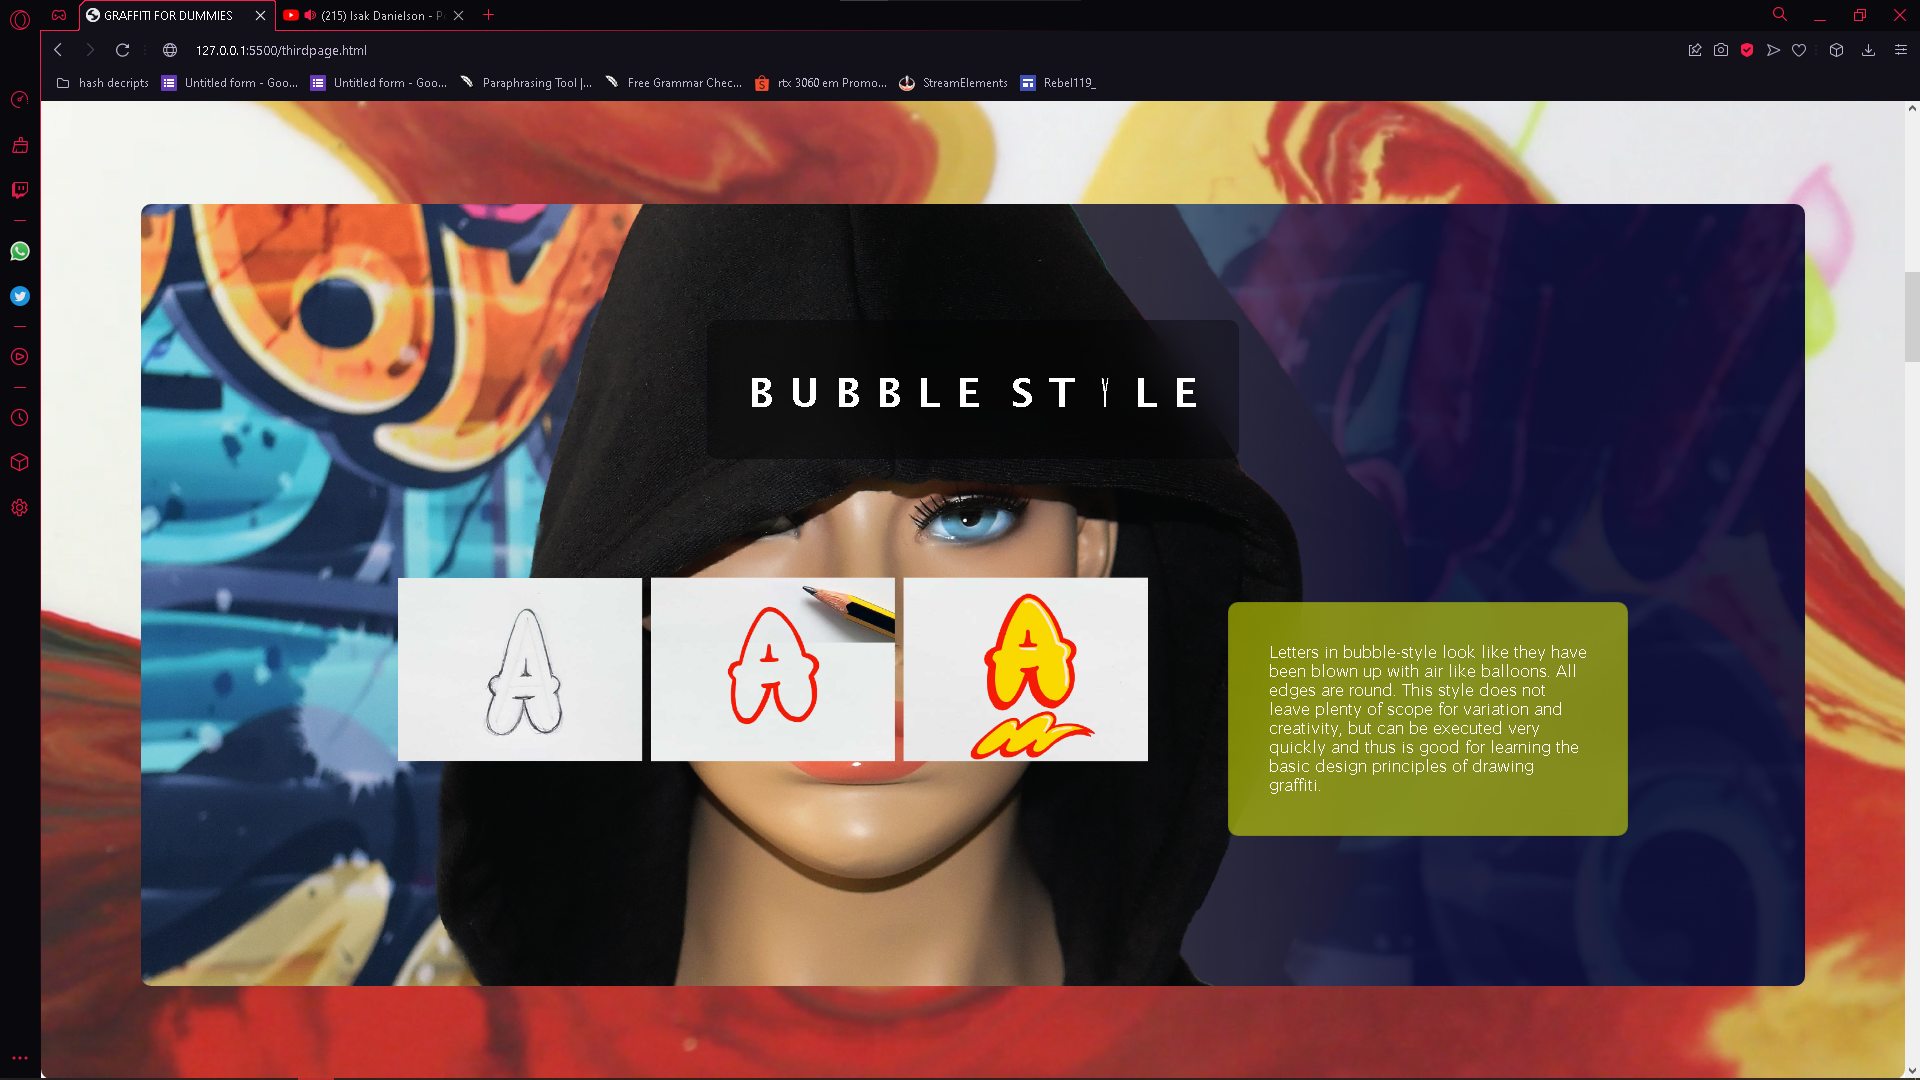 GRAFFITI FOR DUMMIES
(215) Isak Danielson - P
127.0.0.1:5500/thirdpage.html
hash decripts
Untitled form - Goo...
Untitled form - Goo...
Paraphrasing Tool |...
Free Grammar Chec...
rtx 3060 em Promo...
StreamElements
Rebel119_
BUBBLE STYLE
A
A
A
Letters in bubble-style look like they have
been blown up with air like balloons. All
edges are round. This style does not
leave plenty of scope for variation and
creativity, but can be executed very
quickly and thus is good for learning the
basic design principles of drawing
graffiti.